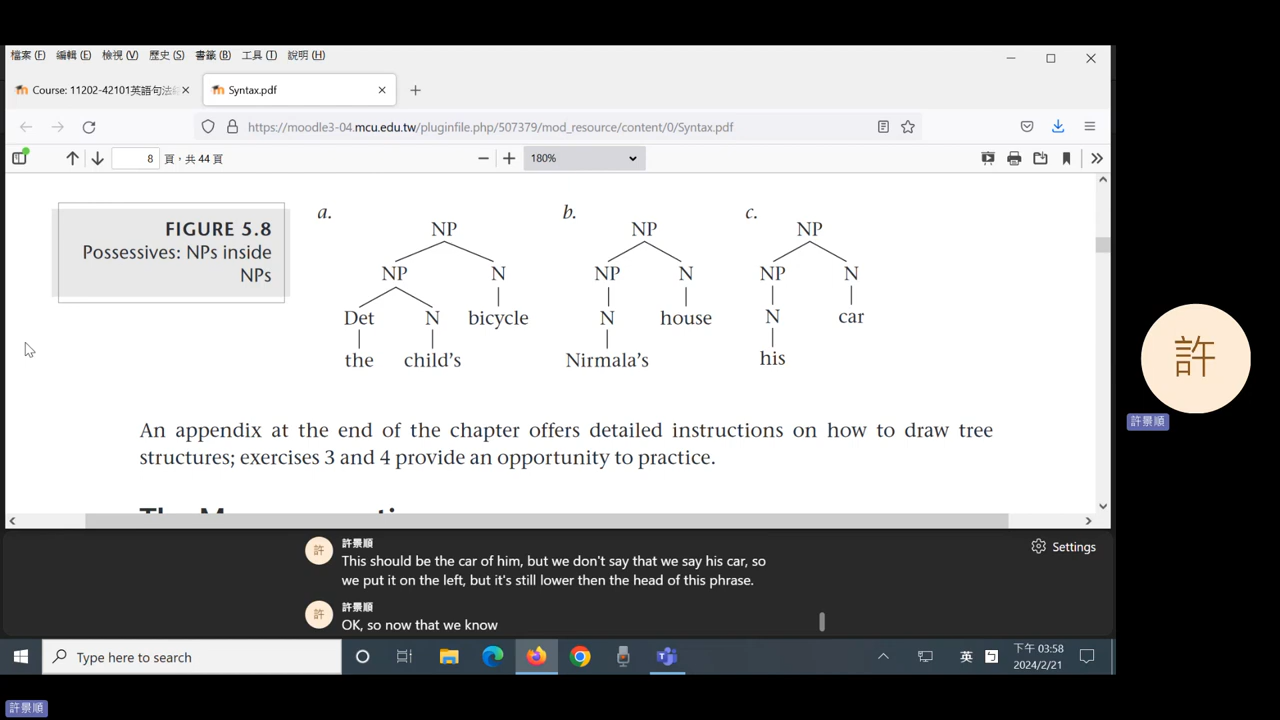 檔案 (F) 編輯 (E) 檢視 (V) 歷史 (S) 書籤 (B) 工具 (T) 說明 (H)
Course: 11202-42101英語句法 Syntax.pdf
https://moodle3-04.mcu.edu.tw/pluginfile.php/507379/mod_resource/content/0/Syntax.pdf
8 頁，共 44 頁 180%
FIGURE 5.8
Possessives: NPs inside
NPs
a. b. c.
NP NP NP
NP N NP N NP N
Det N bicycle N house N car
the child's Nirmala's his
An appendix at the end of the chapter offers detailed instructions on how to draw tree
structures; exercises 3 and 4 provide an opportunity to practice.
許
許景順
許 許景順
This should be the car of him, but we don't say that we say his car, so
we put it on the left, but it's still lower then the head of this phrase.
許 許景順
OK, so now that we know
Settings
Type here to search
英
下午 03:58
2024/2/21
許景順